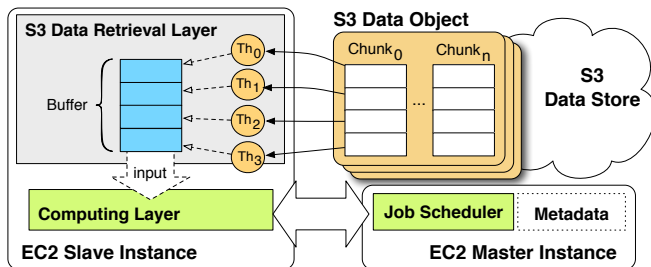 S3 Data Retrieval Layer
S3 Data Object
Th0
Chunk0
Chunkn
S3
Data Store
Th1
Buffer
...
Th2
Th3
input
Computing Layer
Job Scheduler
Metadata
EC2 Slave Instance
EC2 Master Instance